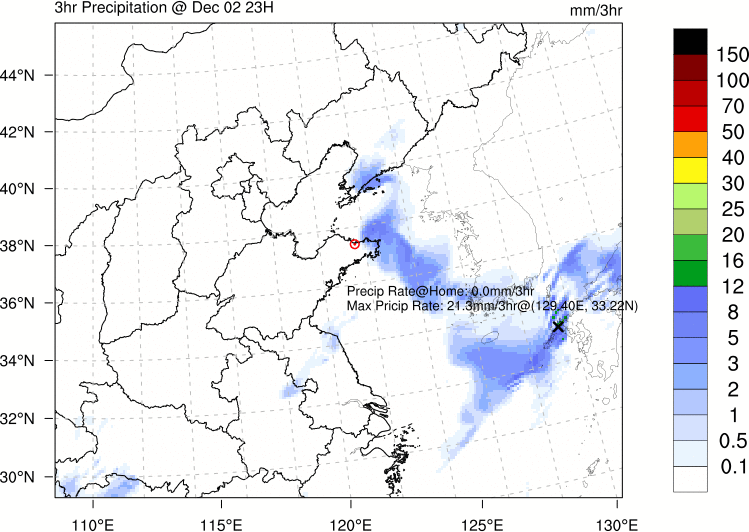 3hr Precipitation @ Dec 02 23H
mm/3hr
44°N
42°N
40°N
38°N
36°N
34°N
32°N
30°N
Precip Rate@Home: 0.0mm/3hr
Max Pricip Rate: 21.3mm/3hr@(129.40E, 33.22N)
110°E
115°E
120°E
125°E
130°E
150
100
70
50
40
30
25
20
16
12
8
5
3
2
1
0.5
0.1